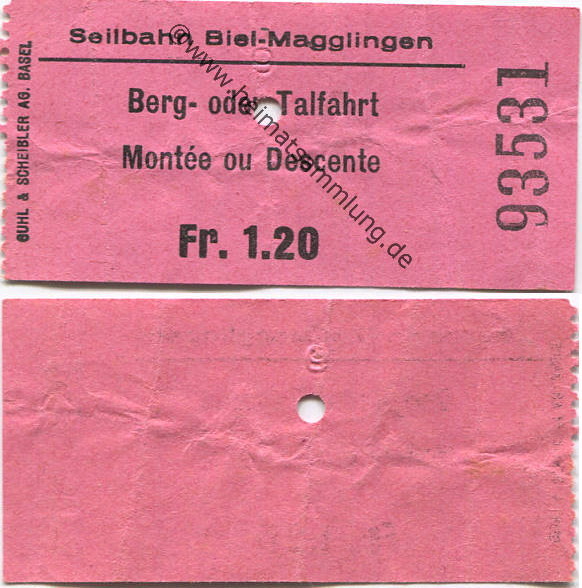 Seilbahn Biel-Magglingen
Berg- oder Talfahrt
Montée ou Descente
Fr. 1.20
93531
GUHL & SCHEIBLER AG. BASEL
©www.heimatsammlung.de